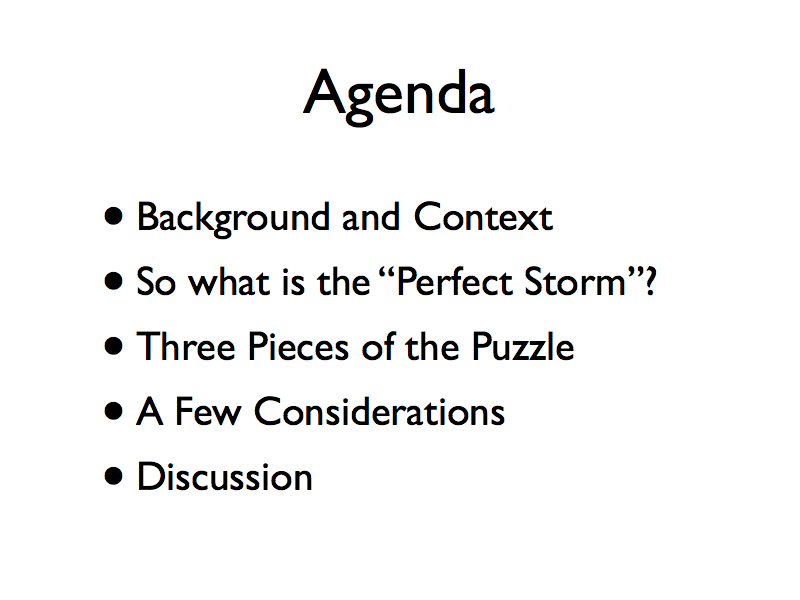 Agenda
• Background and Context
• So what is the “Perfect Storm”?
• Three Pieces of the Puzzle
• A Few Considerations
• Discussion